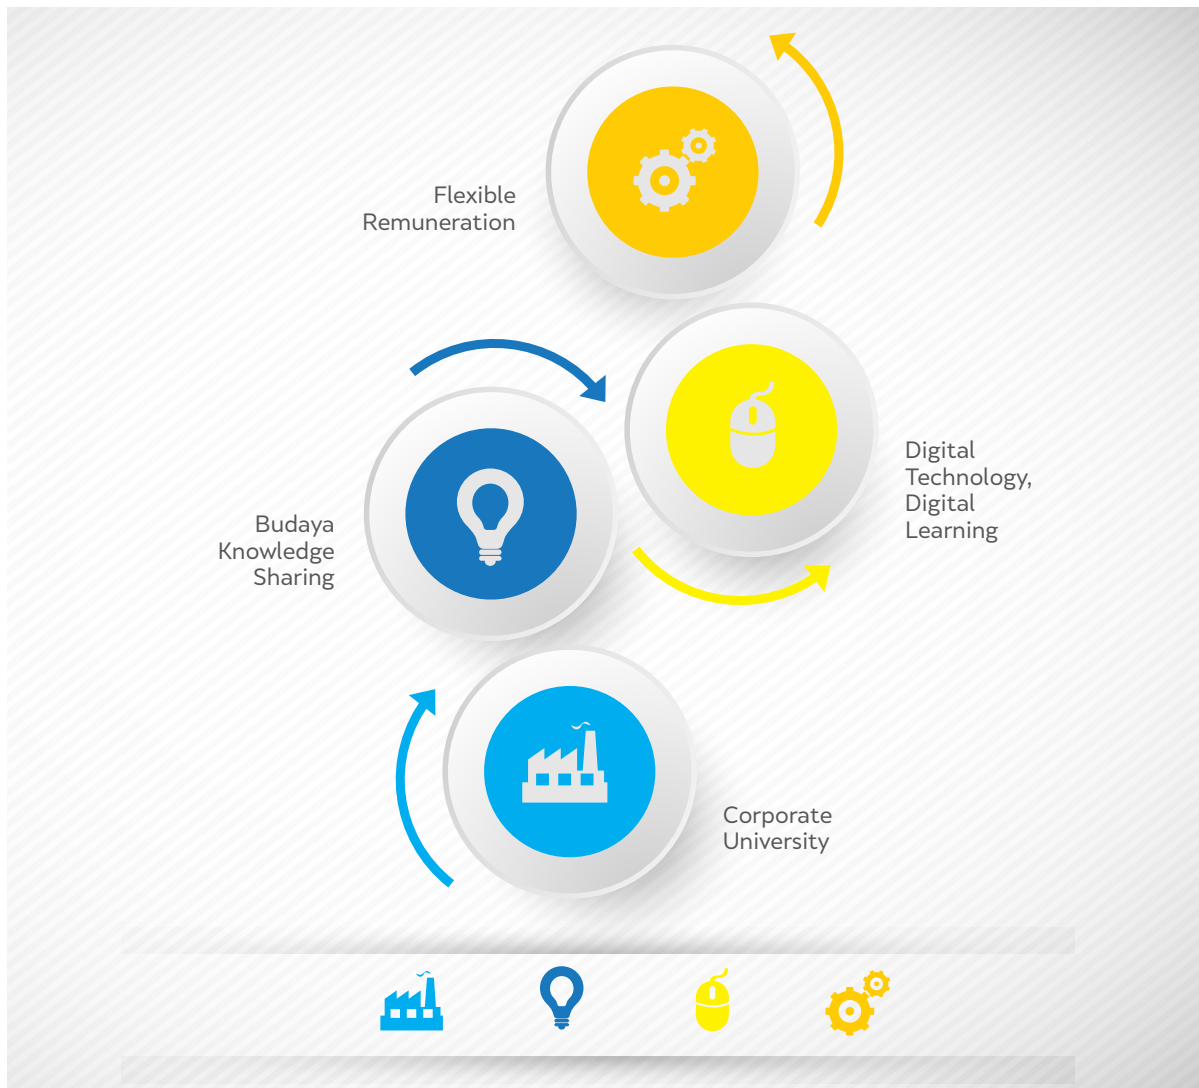 Flexible
Remuneration
Digital
Technology,
Digital
Learning
Budaya
Knowledge
Sharing
Corporate
University